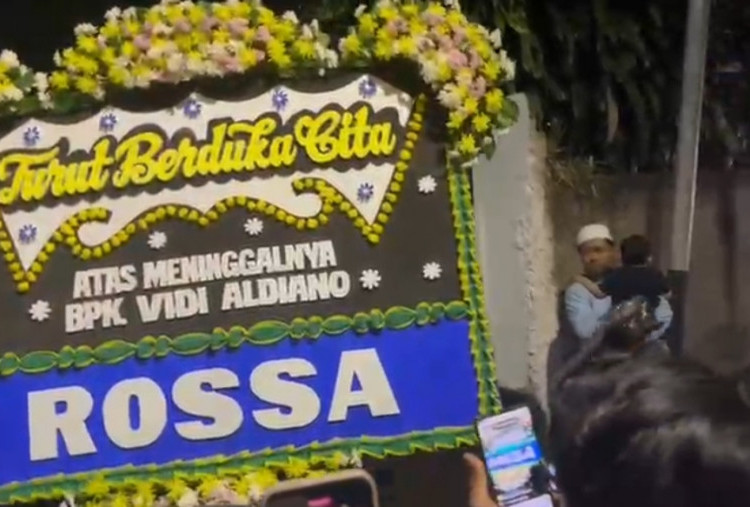 Turut Berduka Cita
ATAS MENINGGALNYA
BPK. VIDI ALDIANO
ROSSA